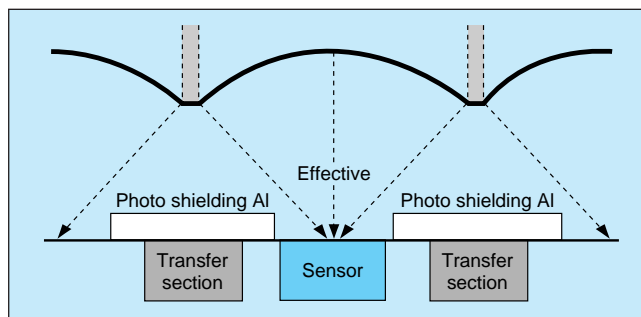 Effective
Photo shielding Al
Photo shielding Al
Transfer
section
Sensor
Transfer
section